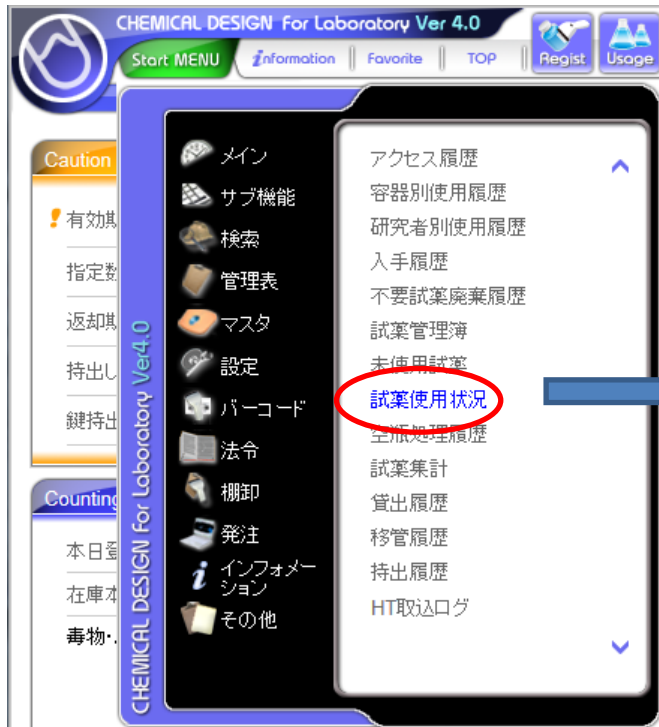 CHEMICAL DESIGN For Laboratory Ver 4.0
Start MENU
information
Favorite
TOP
Regist
Usage
Caution
有効
指定数
返却
持出し
鍵持出
Counting
本日登
在庫本
毒物・
CHEMICAL DESIGN For Laboratory Ver4.0
メイン
サブ機能
検索
管理表
マスタ
設定
バーコード
法令
棚卸
発注
インフォメー
ション
その他
アクセス履歴
容器別使用履歴
研究者別使用履歴
入手履歴
不要試薬廃棄履歴
試薬管理簿
未使用試薬
試薬使用状況
空瓶処理履歴
試薬集計
貸出履歴
移管履歴
持出履歴
HT取込ログ